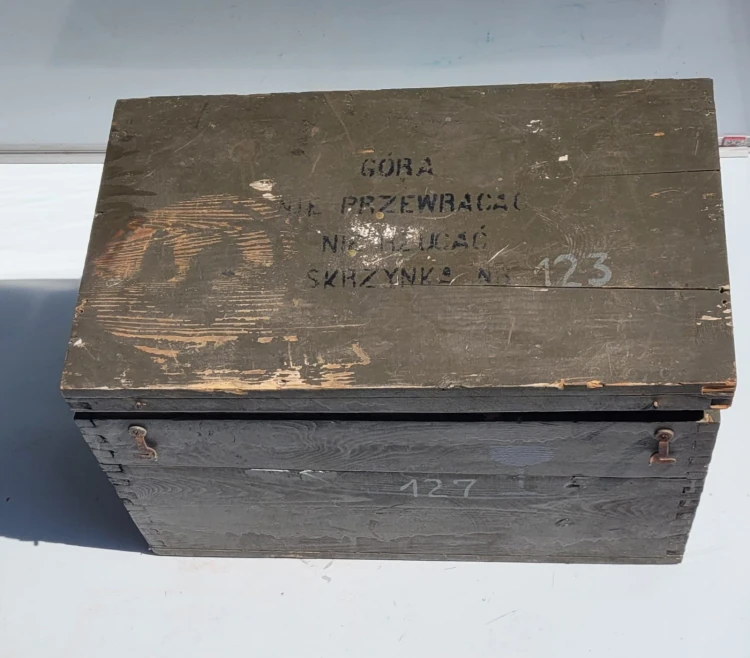 GÓRA
NIE PRZEWRACAĆ
NIE RZUCAĆ
SKRZYNKA NR 123
127